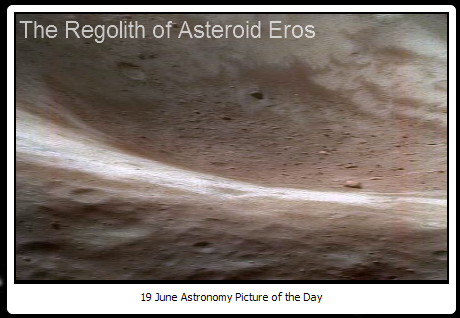 The Regolith of Asteroid Eros
19 June Astronomy Picture of the Day